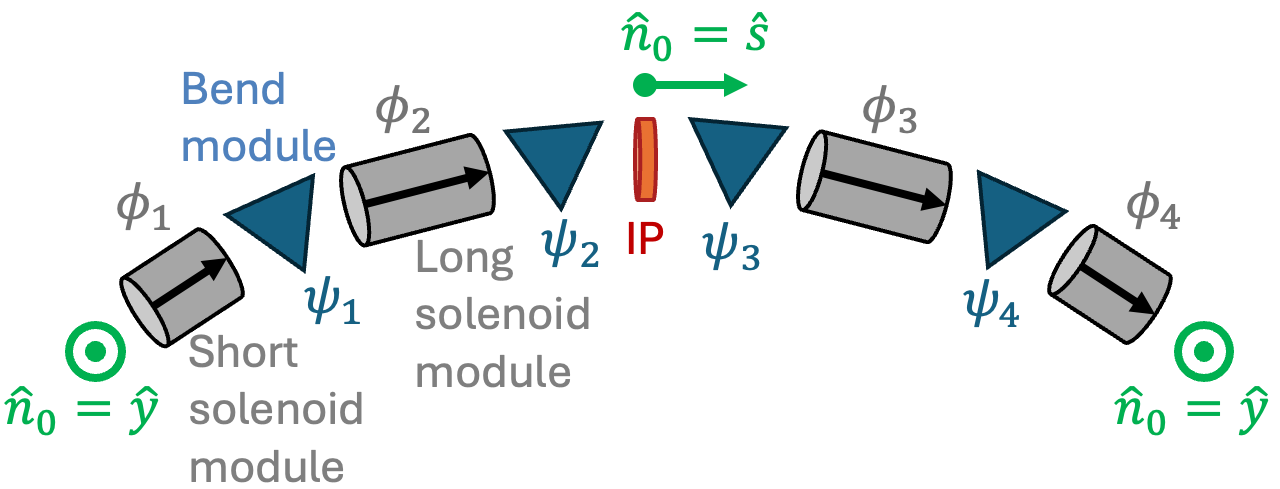 n̂₀ = ŝ
Bend
module
ϕ₁
ϕ₂
ϕ₃
ϕ₄
ψ₁
ψ₂
IP
ψ₃
ψ₄
Long
solenoid
module
Short
solenoid
module
n̂₀ = ŷ
n̂₀ = ŷ